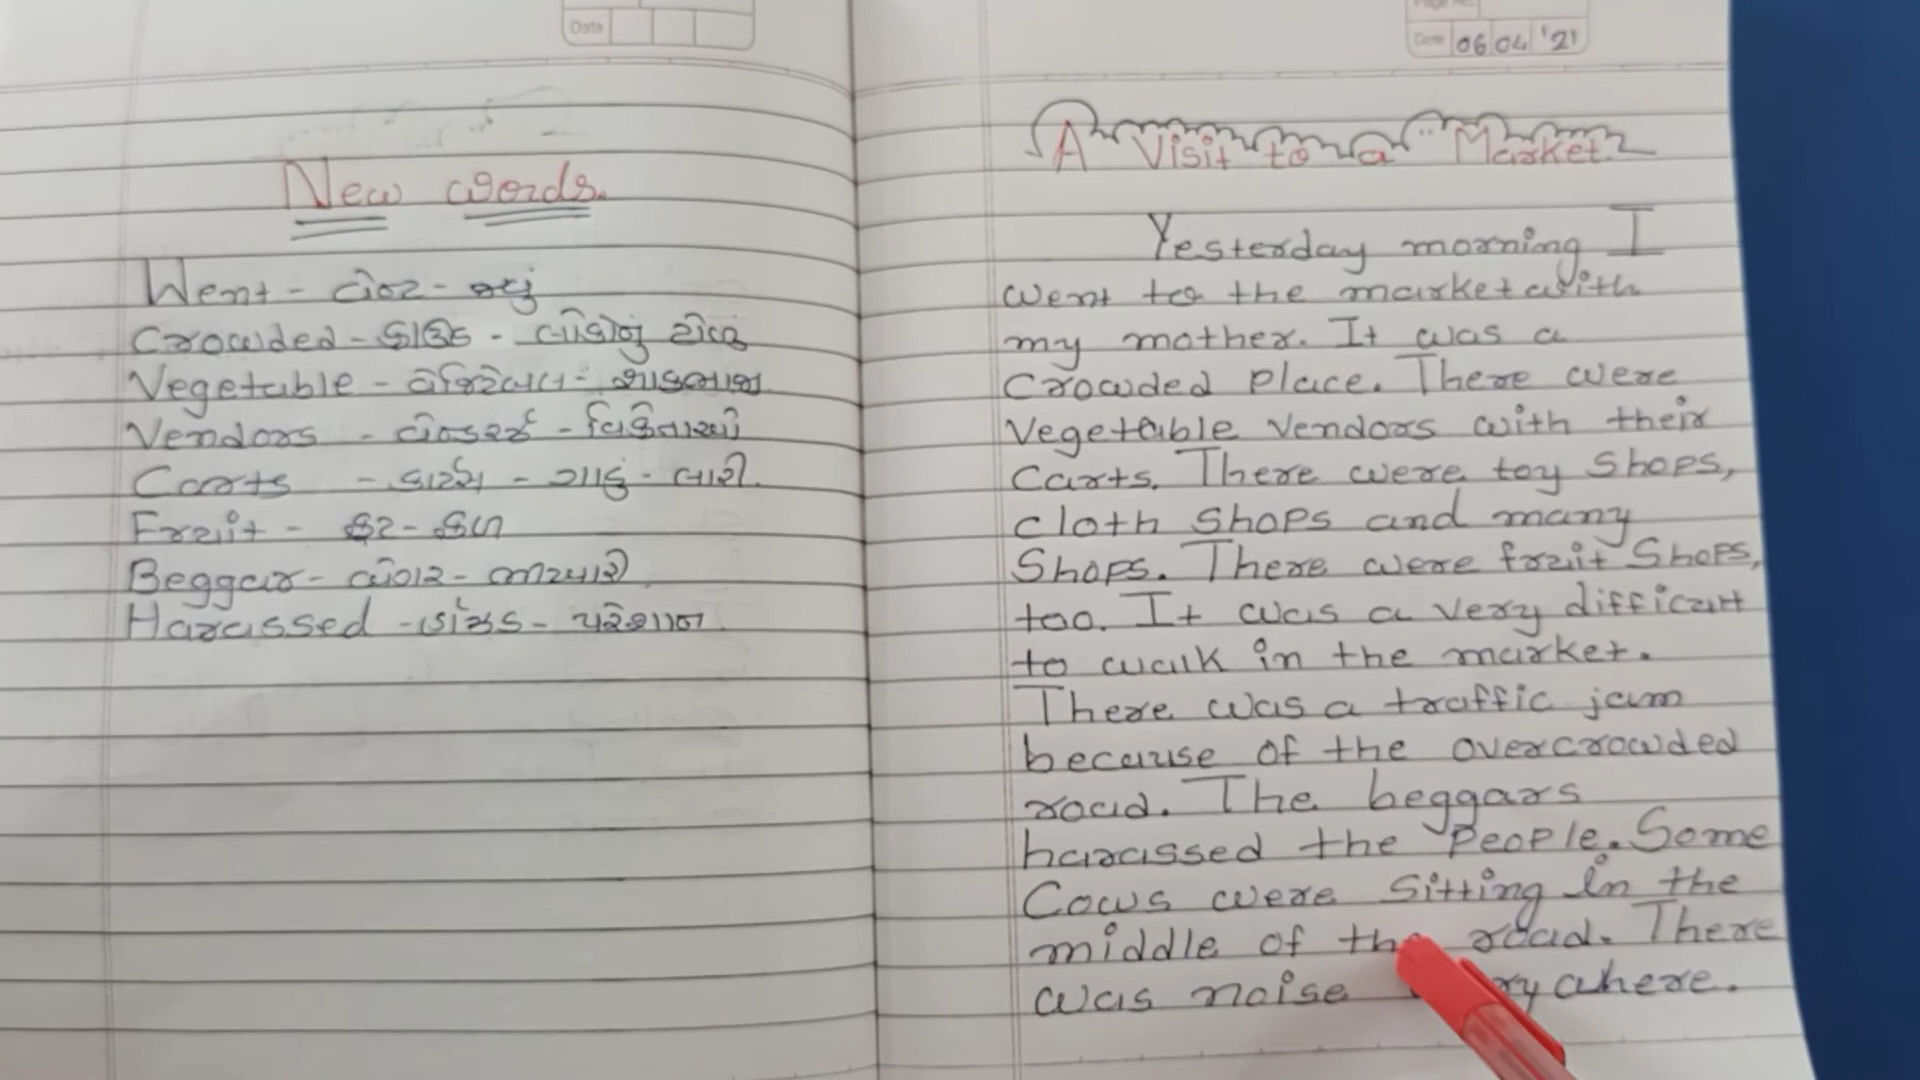 Date
New words.
Went - વેન્ટ - ગયું
Crowded - ક્રાઉડેડ - લોકોનું ટોળું
Vegetable - વેજિટેબલ - શાકભાજી
Vendors - વેન્ડર્સ - વિક્રેતાઓ
Carts - કાર્ટસ - ગાડું - લારી.
Fruit - ફ્રુટ - ફળ
Beggar - બેગર - ભિખારી
Harassed - હેરેસ્ડ - પરેશાન
Date 06 04 '21
A Visit to a "Market.
Yesterday morning I
went to the market with
my mother. It was a
Crowded place. There were
Vegetable Vendors with their
Carts. There were toy Shops,
cloth Shops and many
Shops. There were fruit Shops,
too. It was a very difficult
to walk in the market.
There was a traffic jam
because of the overcrowded
road. The beggars
harassed the People. Some
Cows were Sitting in the
middle of the road. There
was noise everywhere.